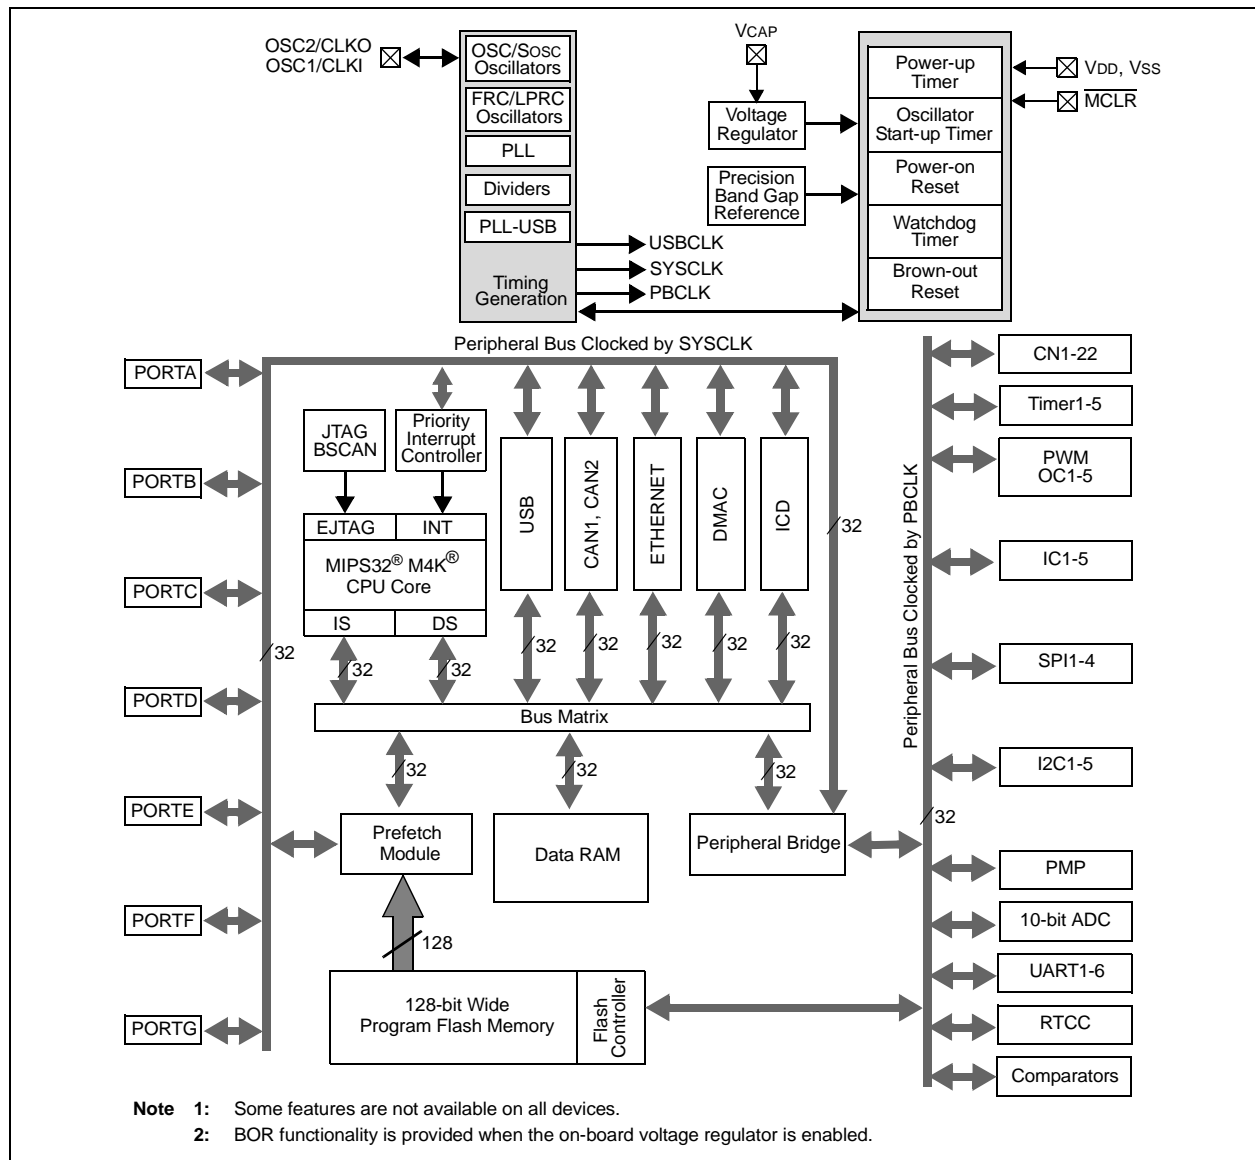 OSC2/CLKO
OSC1/CLKI
OSC/SOSC
Oscillators
FRC/LPRC
Oscillators
PLL
Dividers
PLL-USB
Timing
Generation
USBCLK
SYSCLK
PBCLK
VCAP
Voltage
Regulator
Precision
Band Gap
Reference
Power-up
Timer
Oscillator
Start-up Timer
Power-on
Reset
Watchdog
Timer
Brown-out
Reset
VDD, VSS
MCLR
Peripheral Bus Clocked by SYSCLK
PORTA
PORTB
PORTC
PORTD
PORTE
PORTF
PORTG
32
JTAG
BSCAN
Priority
Interrupt
Controller
EJTAG
INT
MIPS32® M4K®
CPU Core
IS
DS
32
32
USB
CAN1, CAN2
ETHERNET
DMAC
ICD
32
32
32
32
32
32
Bus Matrix
32
32
32
Prefetch
Module
Data RAM
Peripheral Bridge
128
128-bit Wide
Program Flash Memory
Flash
Controller
Peripheral Bus Clocked by PBCLK
32
CN1-22
Timer1-5
PWM
OC1-5
IC1-5
SPI1-4
I2C1-5
PMP
10-bit ADC
UART1-6
RTCC
Comparators
Note 1: Some features are not available on all devices.
2: BOR functionality is provided when the on-board voltage regulator is enabled.